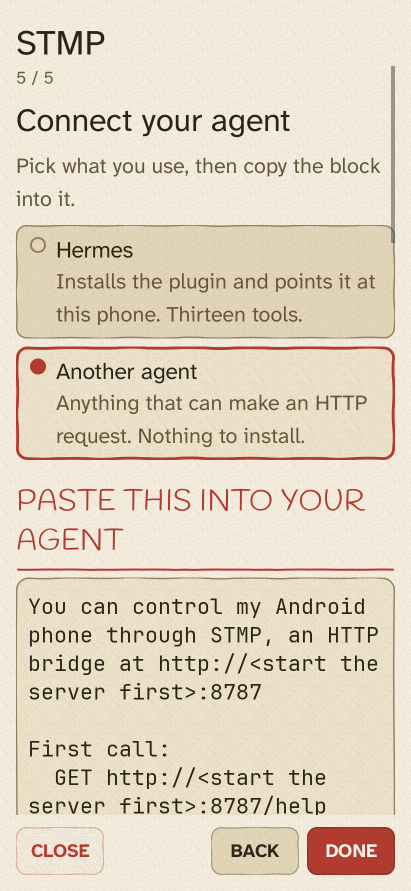 STMP
5 / 5
Connect your agent
Pick what you use, then copy the block
into it.
Hermes
Installs the plugin and points it at
this phone. Thirteen tools.
Another agent
Anything that can make an HTTP
request. Nothing to install.
PASTE THIS INTO YOUR
AGENT
You can control my Android
phone through STMP, an HTTP
bridge at http://<start the
server first>:8787
First call:
GET http://<start the
server first>:8787/help
CLOSE
BACK
DONE